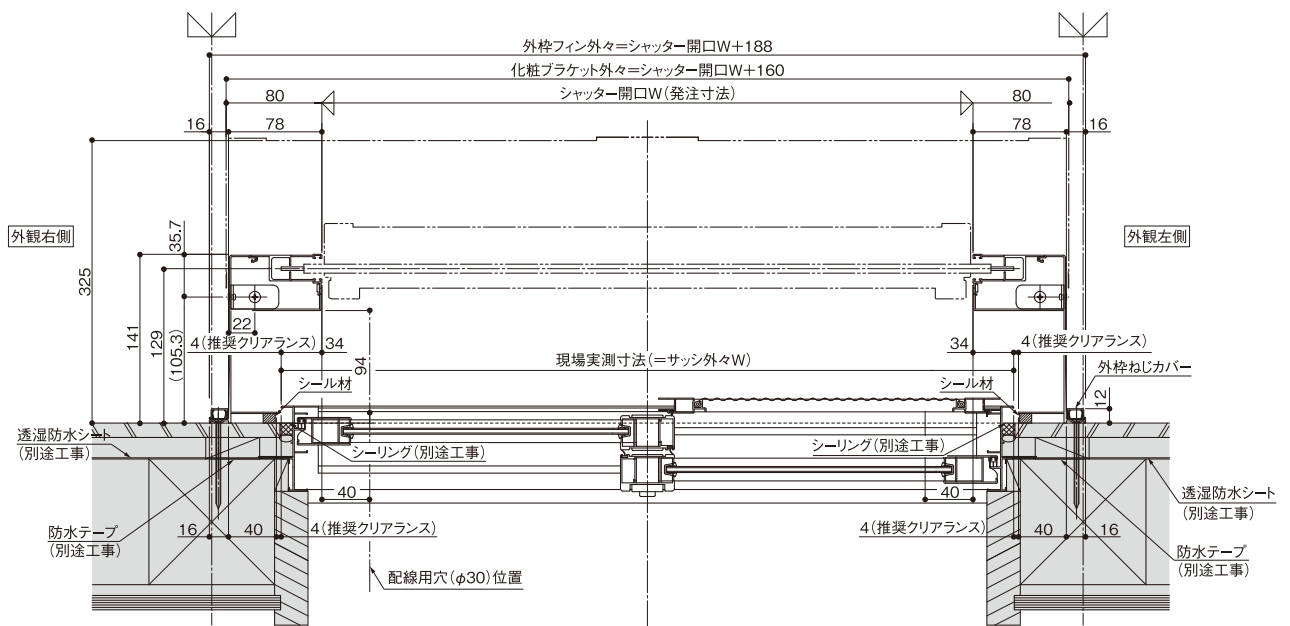 外枠フィン外々=シャッター開口W+188
化粧ブラケット外々=シャッター開口W+160
80
シャッター開口W(発注寸法)
80
16
78
78
16
外観右側
外観左側
325
141
129
(105.3)
35.7
22
4(推奨クリアランス)
34
94
現場実測寸法(=サッシ外々W)
34
4(推奨クリアランス)
シール材
シール材
外枠ねじカバー
12
透湿防水シート
(別途工事)
シーリング(別途工事)
シーリング(別途工事)
40
40
透湿防水シート
(別途工事)
防水テープ
(別途工事)
16
40
4(推奨クリアランス)
4(推奨クリアランス)
40
16
防水テープ
(別途工事)
配線用穴(φ30)位置